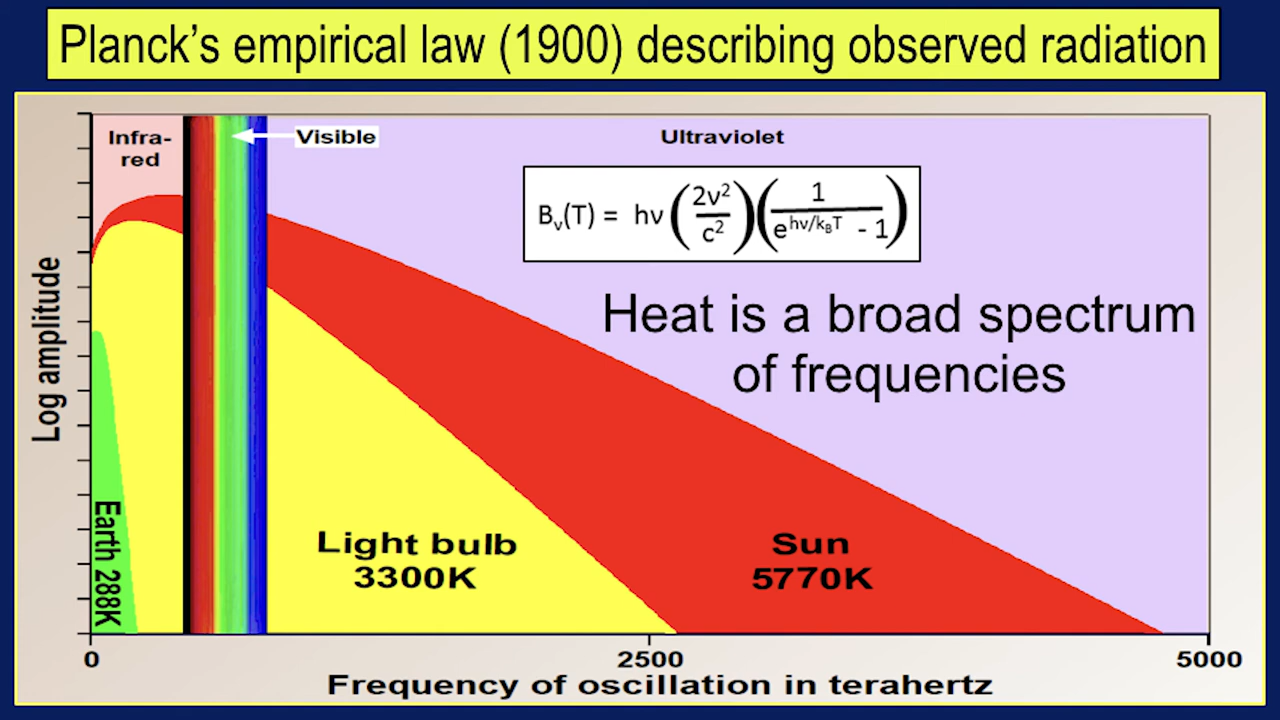 Planck's empirical law (1900) describing observed radiation
Infra-
red
Visible
Ultraviolet
Bν(T) = hν (2ν²/c²) (1/(e^(hν/k_BT) - 1))
Heat is a broad spectrum
of frequencies
Log amplitude
Earth 288K
Light bulb
3300K
Sun
5770K
0
2500
5000
Frequency of oscillation in terahertz